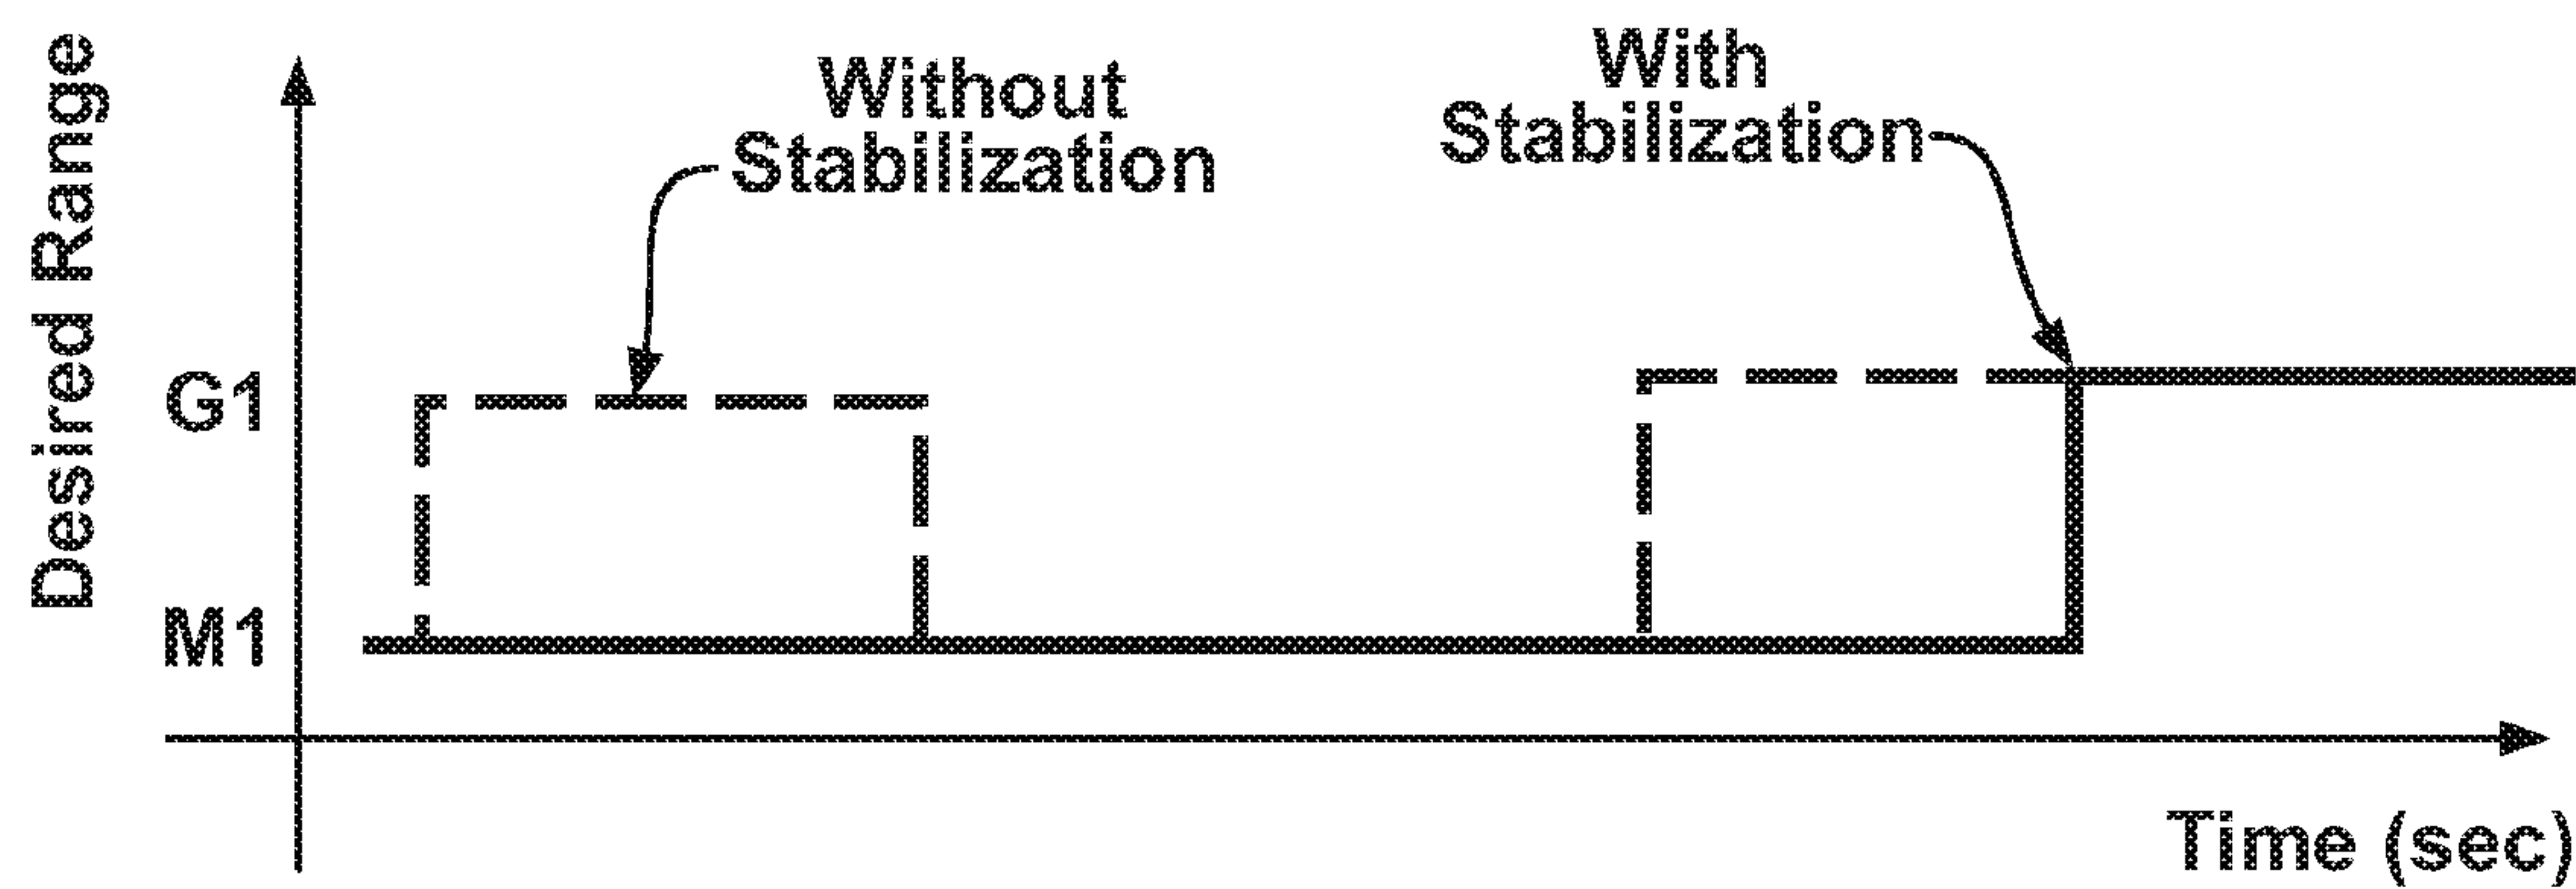 Desired Range
Without
Stabilization
With
Stabilization
G1
M1
Time (sec)